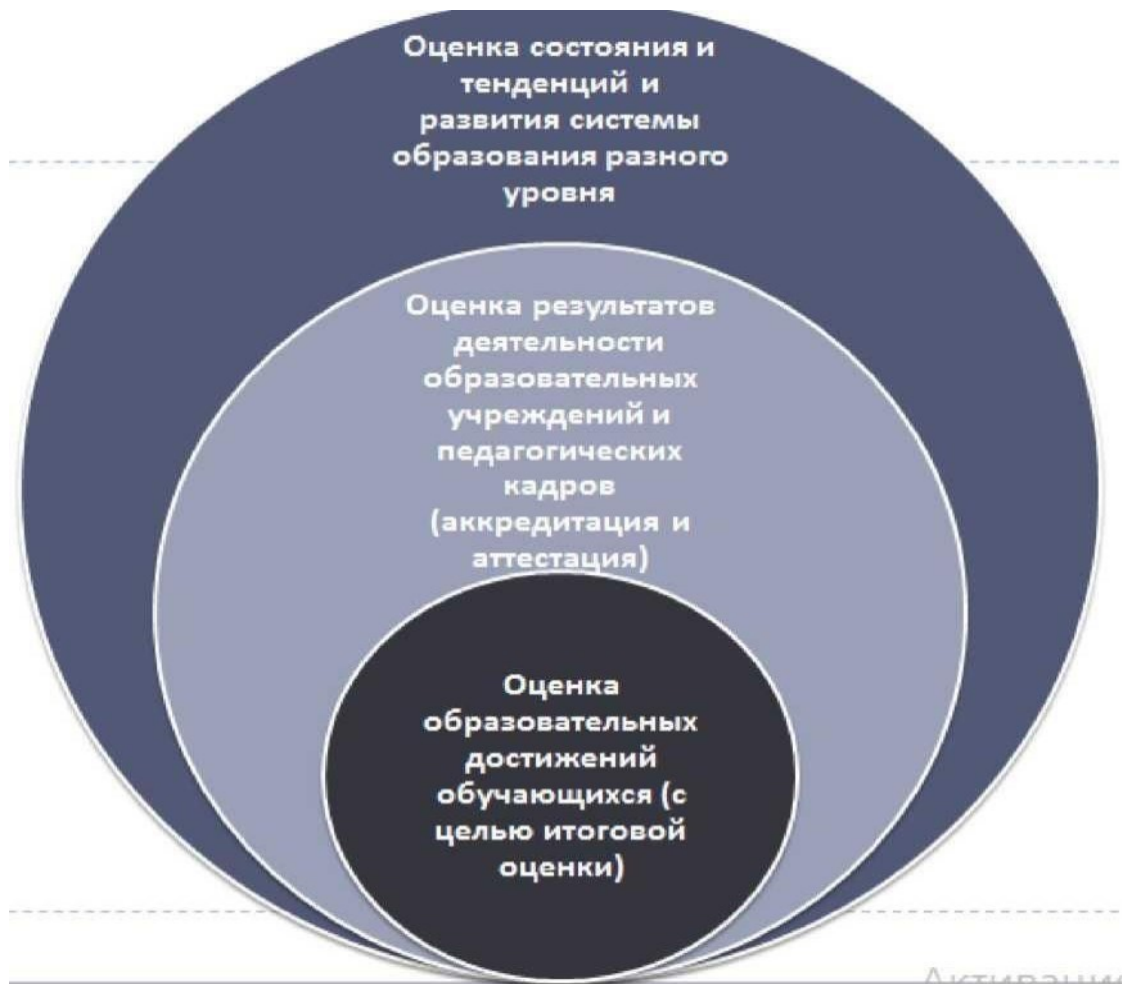 Оценка состояния и
тенденций и
развития системы
образования разного
уровня
Оценка результатов
деятельности
образовательных
учреждений и
педагогических
кадров
(аккредитация и
аттестация)
Оценка
образовательных
достижений
обучающихся (с
целью итоговой
оценки)